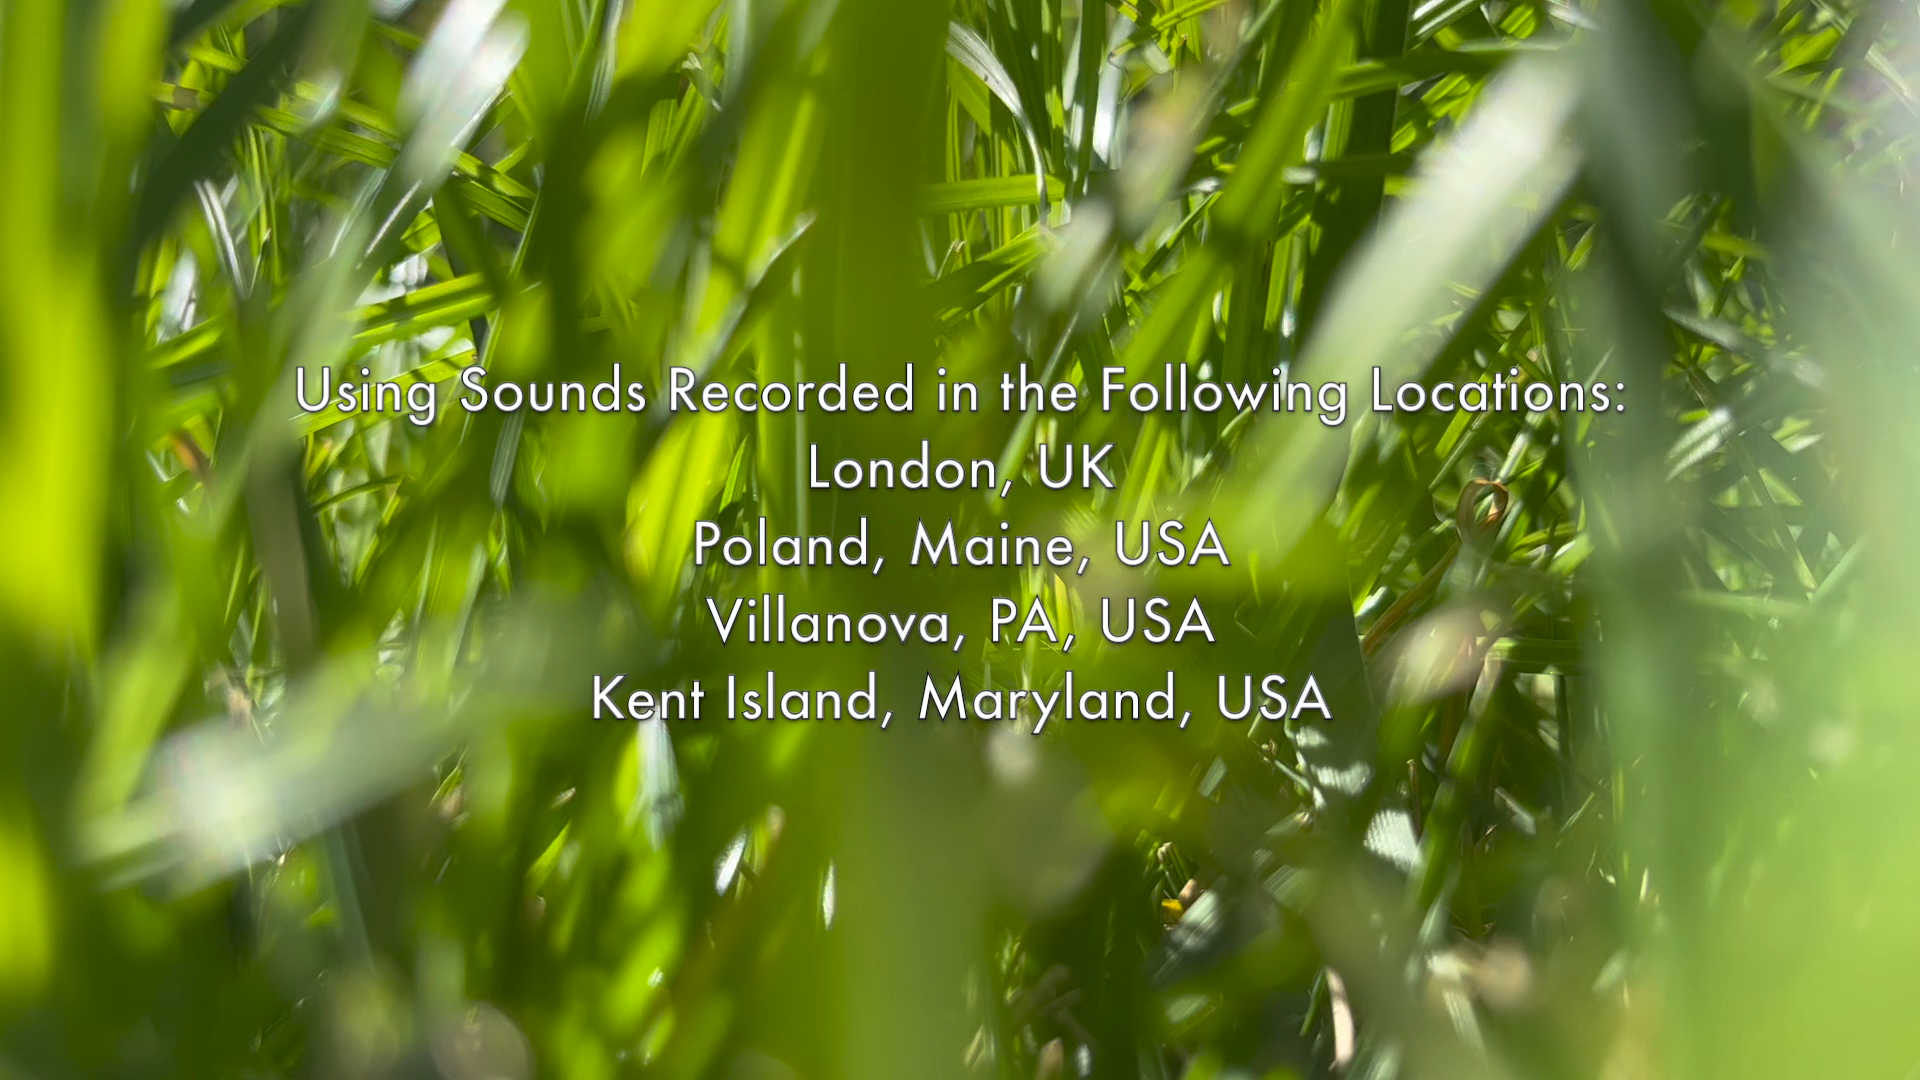 Using Sounds Recorded in the Following Locations:
London, UK
Poland, Maine, USA
Villanova, PA, USA
Kent Island, Maryland, USA